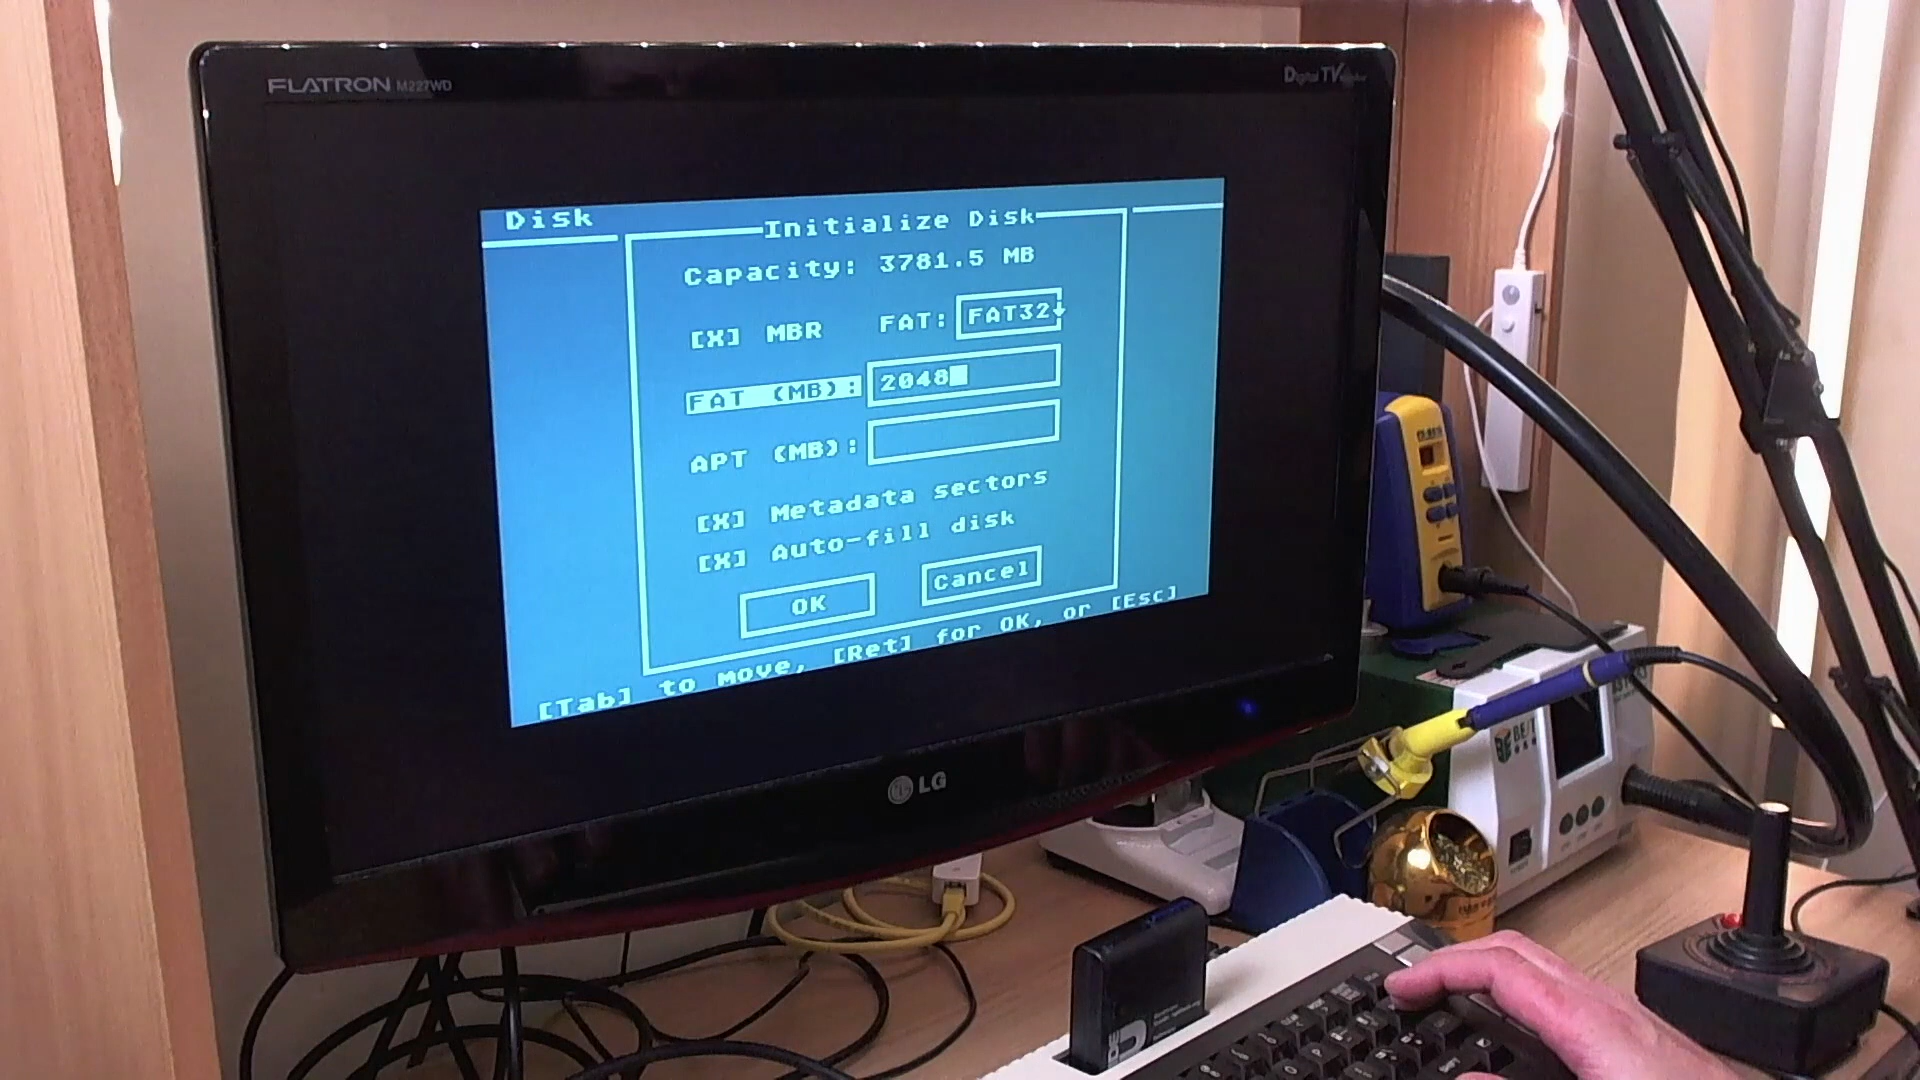 FLATRON M227WD
Digital TV
Disk
Initialize Disk
Capacity: 3781.5 MB
[X] MBR FAT: FAT32↓
FAT (MB): 2048
APT (MB):
[X] Metadata sectors
[X] Auto-fill disk
OK Cancel
[Tab] to move, [Ret] for OK, or [Esc]
LG
BEST